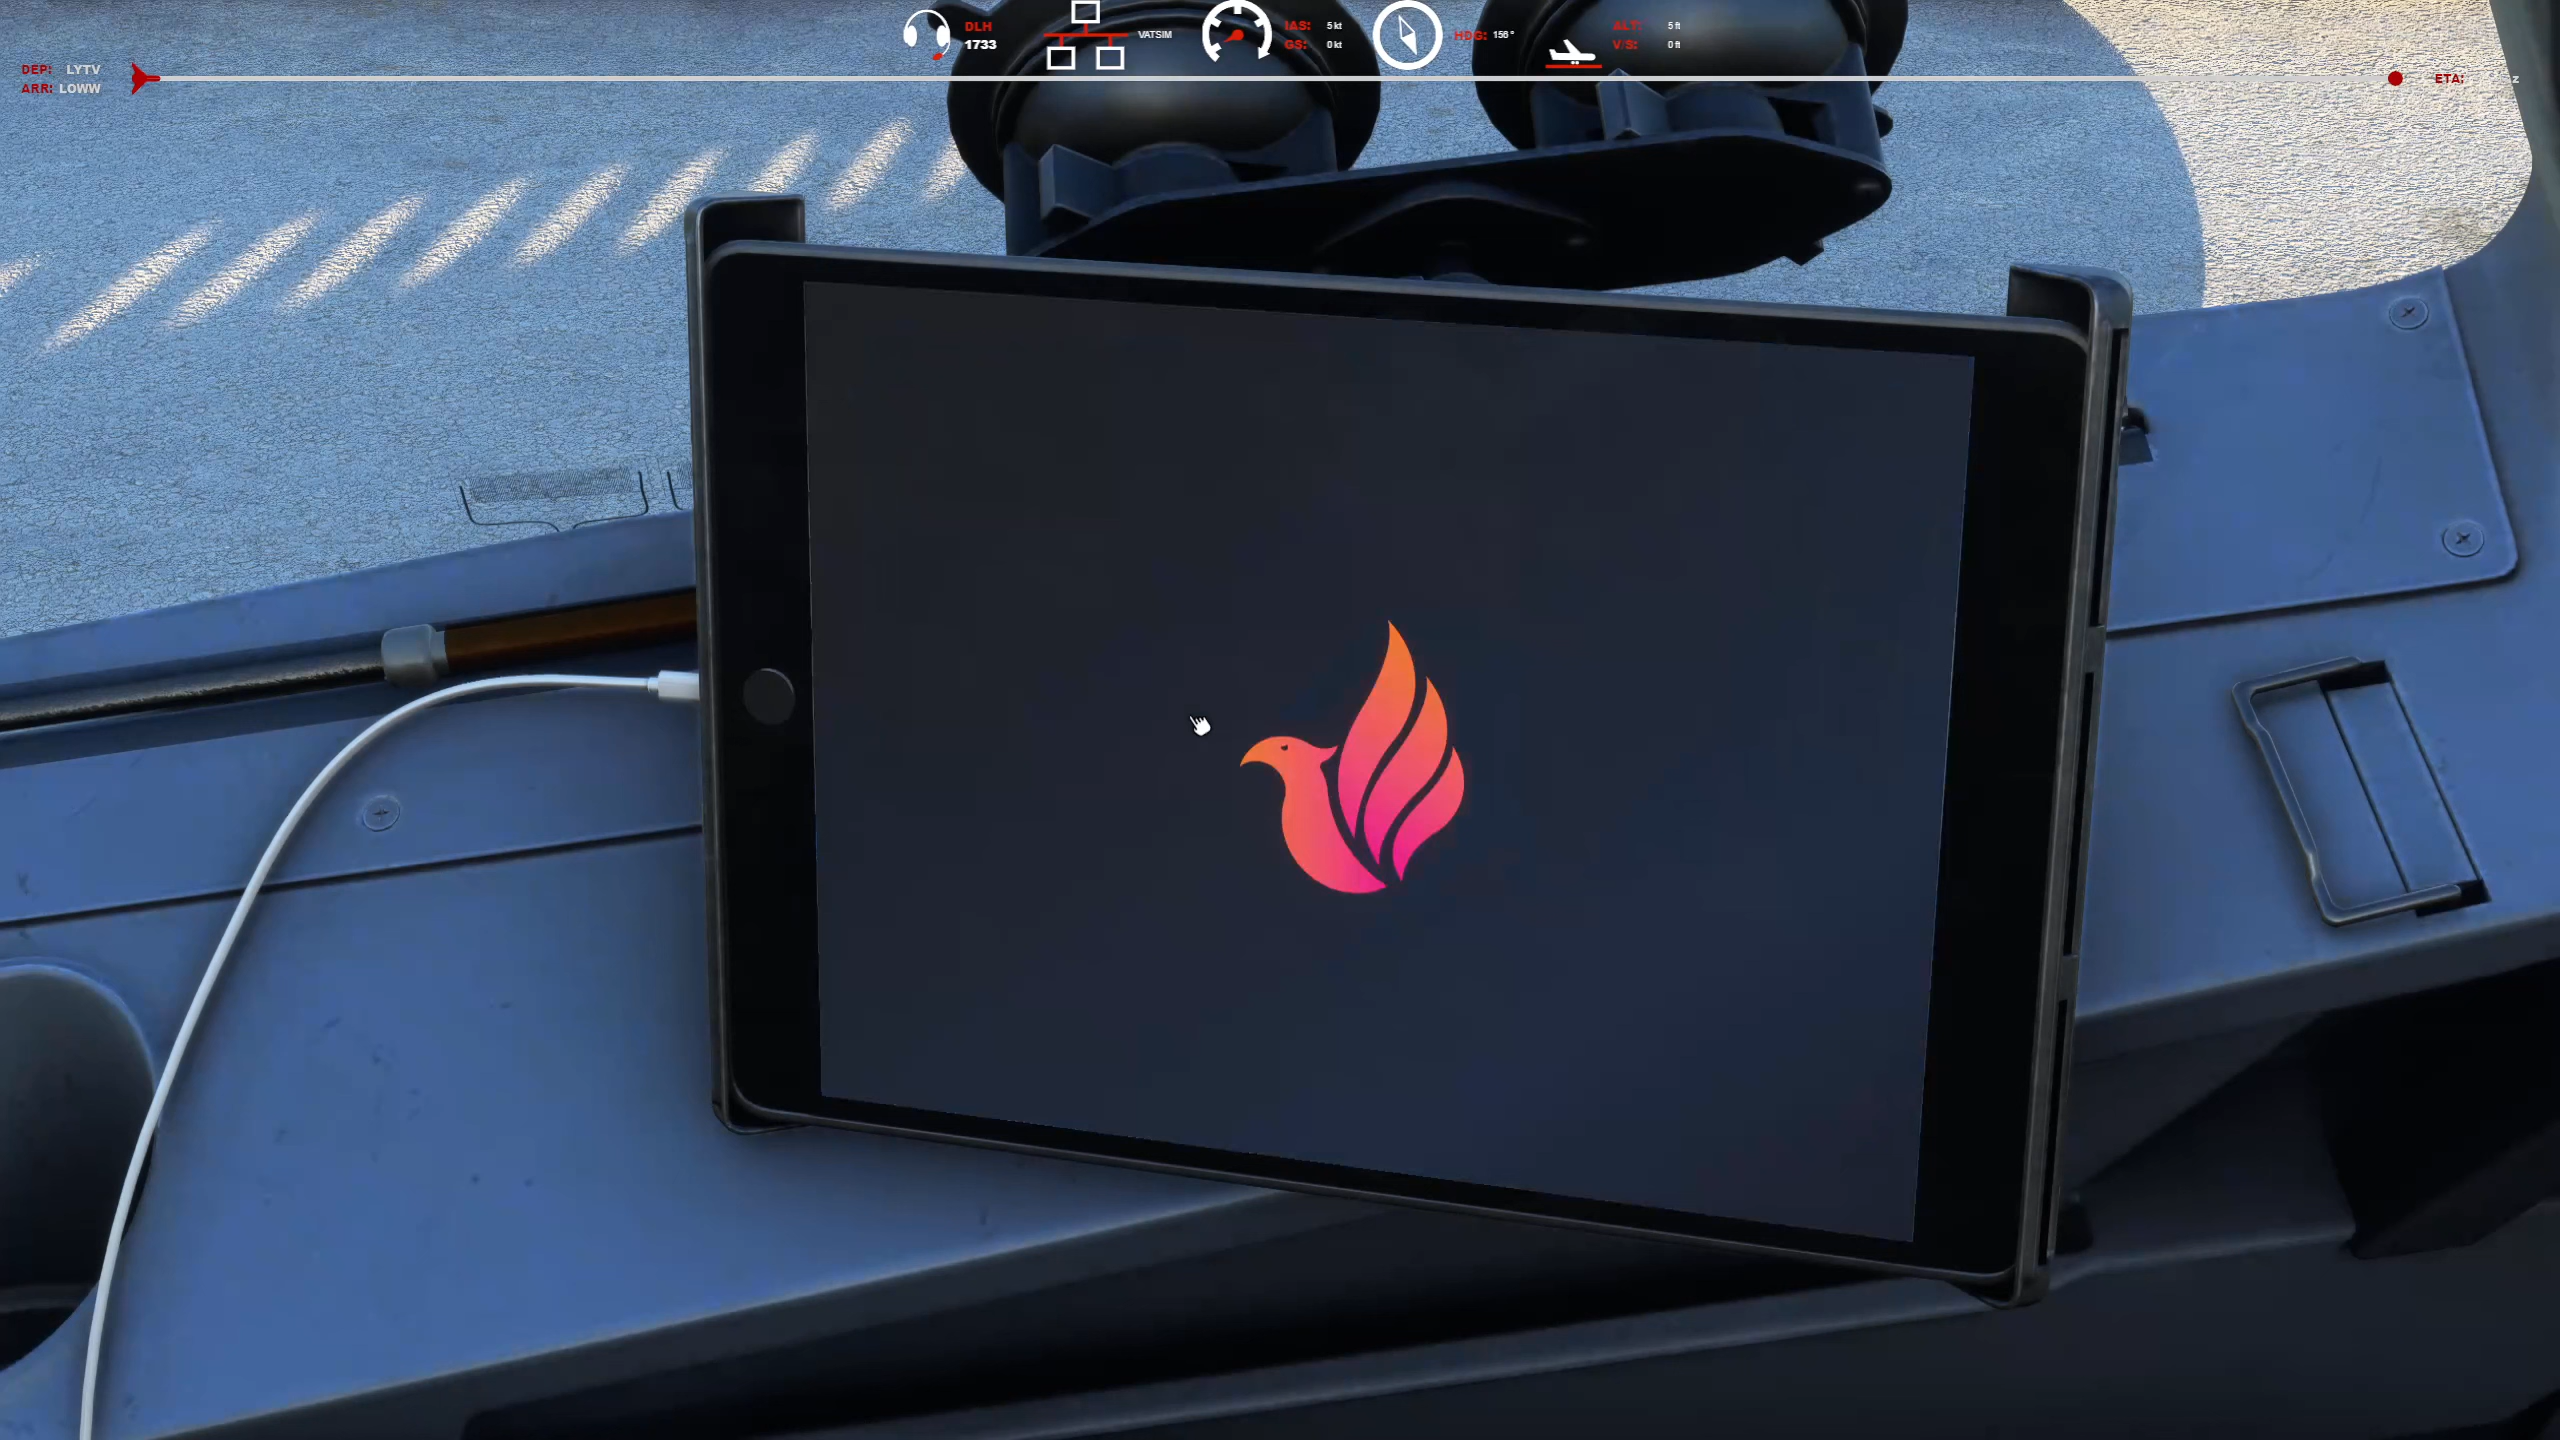 DLH
1733
VATSIM
IAS: 5 kt
GS: 0 kt
HDG: 156°
ALT: 5 ft
V/S: 0 ft
DEP: LYTV
ARR: LOWW
ETA: z